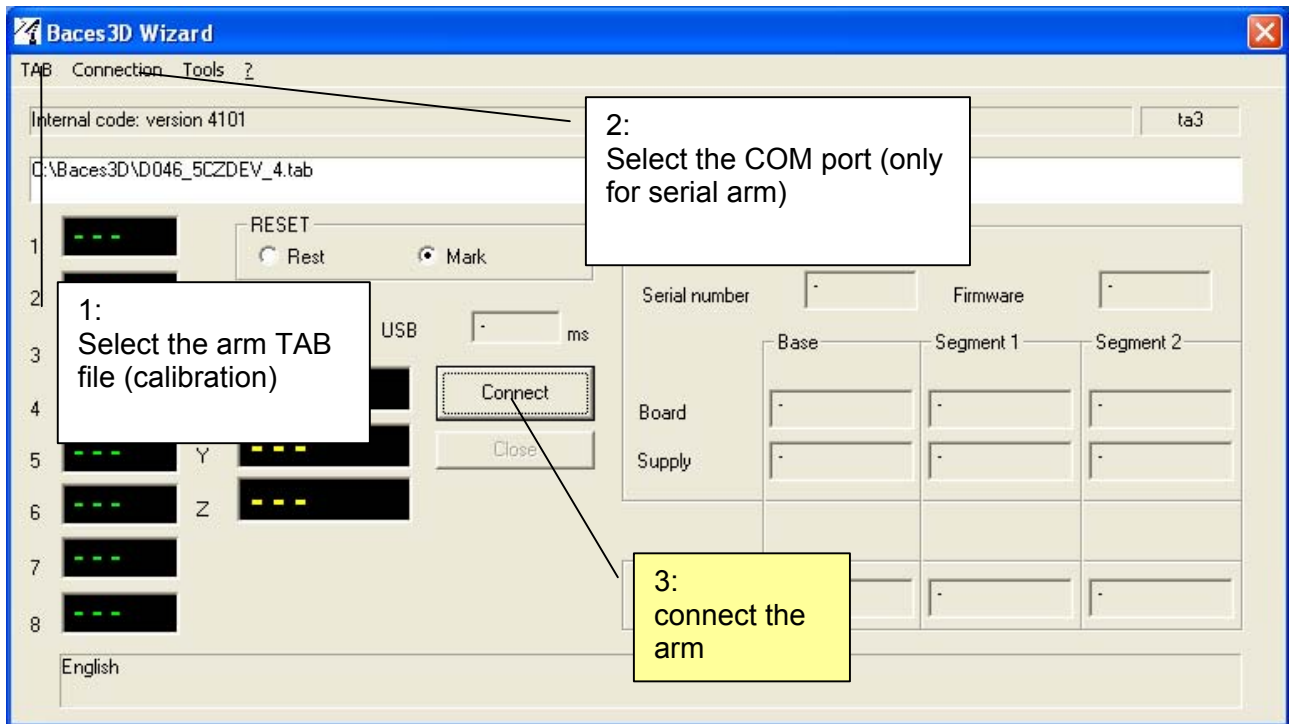 Baces3D Wizard
TAB Connection Tools ?
Internal code: version 4101
ta3
C:\Baces3D\D046_5CZDEV_4.tab
2:
Select the COM port (only
for serial arm)
1 ---
RESET
Rest Mark
2
1:
Select the arm TAB
file (calibration)
USB - ms
Serial number - Firmware -
Base Segment 1 Segment 2
3
4
Connect
Board - - -
5 --- Y ---
Close
Supply - - -
6 --- Z ---
7 ---
3:
connect the
arm
- -
8 ---
English